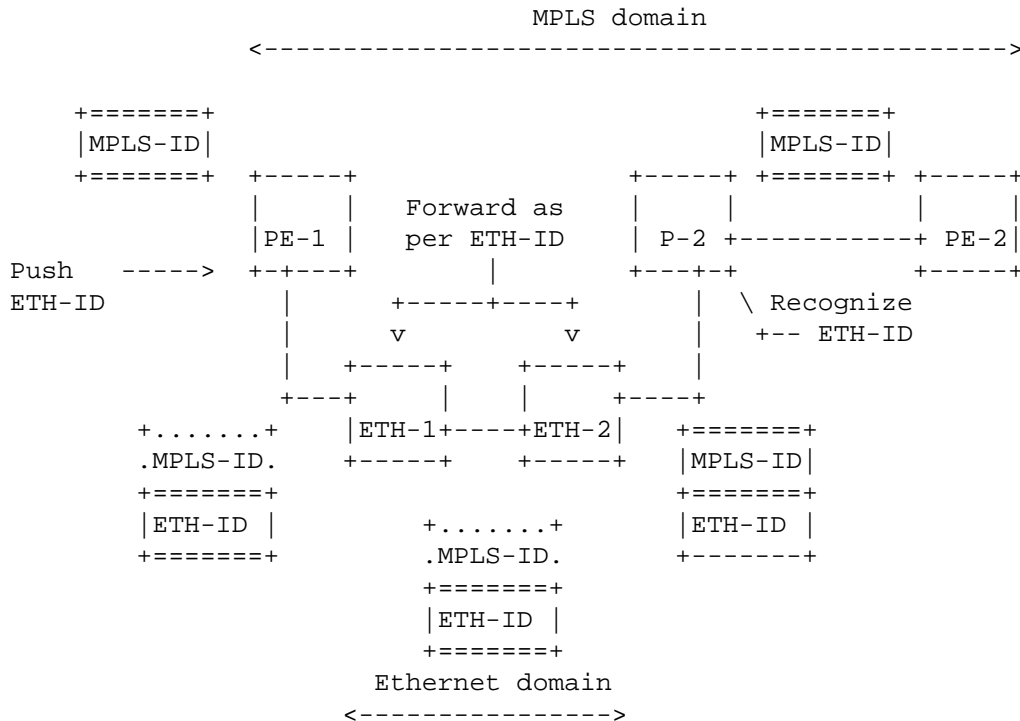 MPLS domain
<----------------------------------------------->
+=======+ +=======+
|MPLS-ID| |MPLS-ID|
+=======+ +-----+ +-----+ +=======+ +-----+
| | Forward as | | | |
|PE-1 | per ETH-ID | P-2 +-----------+ PE-2|
Push -----> +-+---+ | +---+-+ +-----+
ETH-ID | +-----+----+ | \ Recognize
| v v | +-- ETH-ID
| +-----+ +-----+ |
+---+ | | +----+
+.......+ |ETH-1+----+ETH-2| +=======+
.MPLS-ID. +-----+ +-----+ |MPLS-ID|
+=======+ +=======+
|ETH-ID | +.......+ |ETH-ID |
+=======+ .MPLS-ID. +-------+
+=======+
|ETH-ID |
+=======+
Ethernet domain
<---------------->